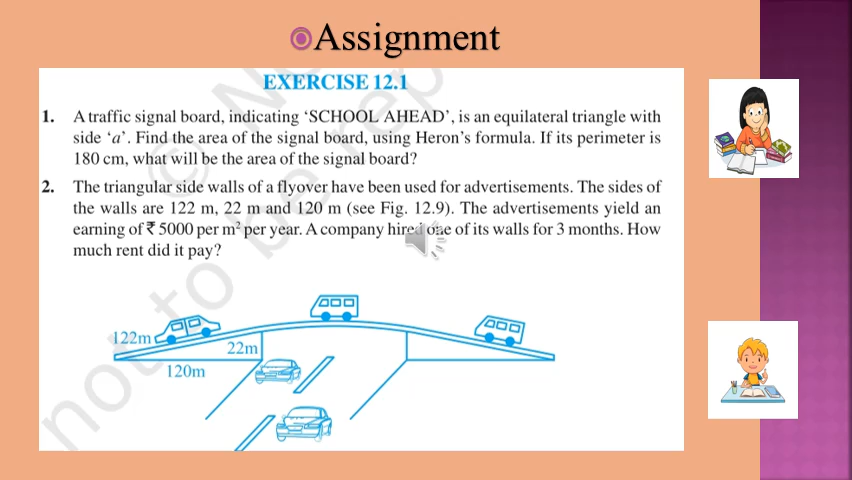 Assignment
EXERCISE 12.1
1. A traffic signal board, indicating ‘SCHOOL AHEAD’, is an equilateral triangle with
side ‘a’. Find the area of the signal board, using Heron’s formula. If its perimeter is
180 cm, what will be the area of the signal board?
2. The triangular side walls of a flyover have been used for advertisements. The sides of
the walls are 122 m, 22 m and 120 m (see Fig. 12.9). The advertisements yield an
earning of ₹ 5000 per m² per year. A company hired one of its walls for 3 months. How
much rent did it pay?
122m
22m
120m
not to be rep